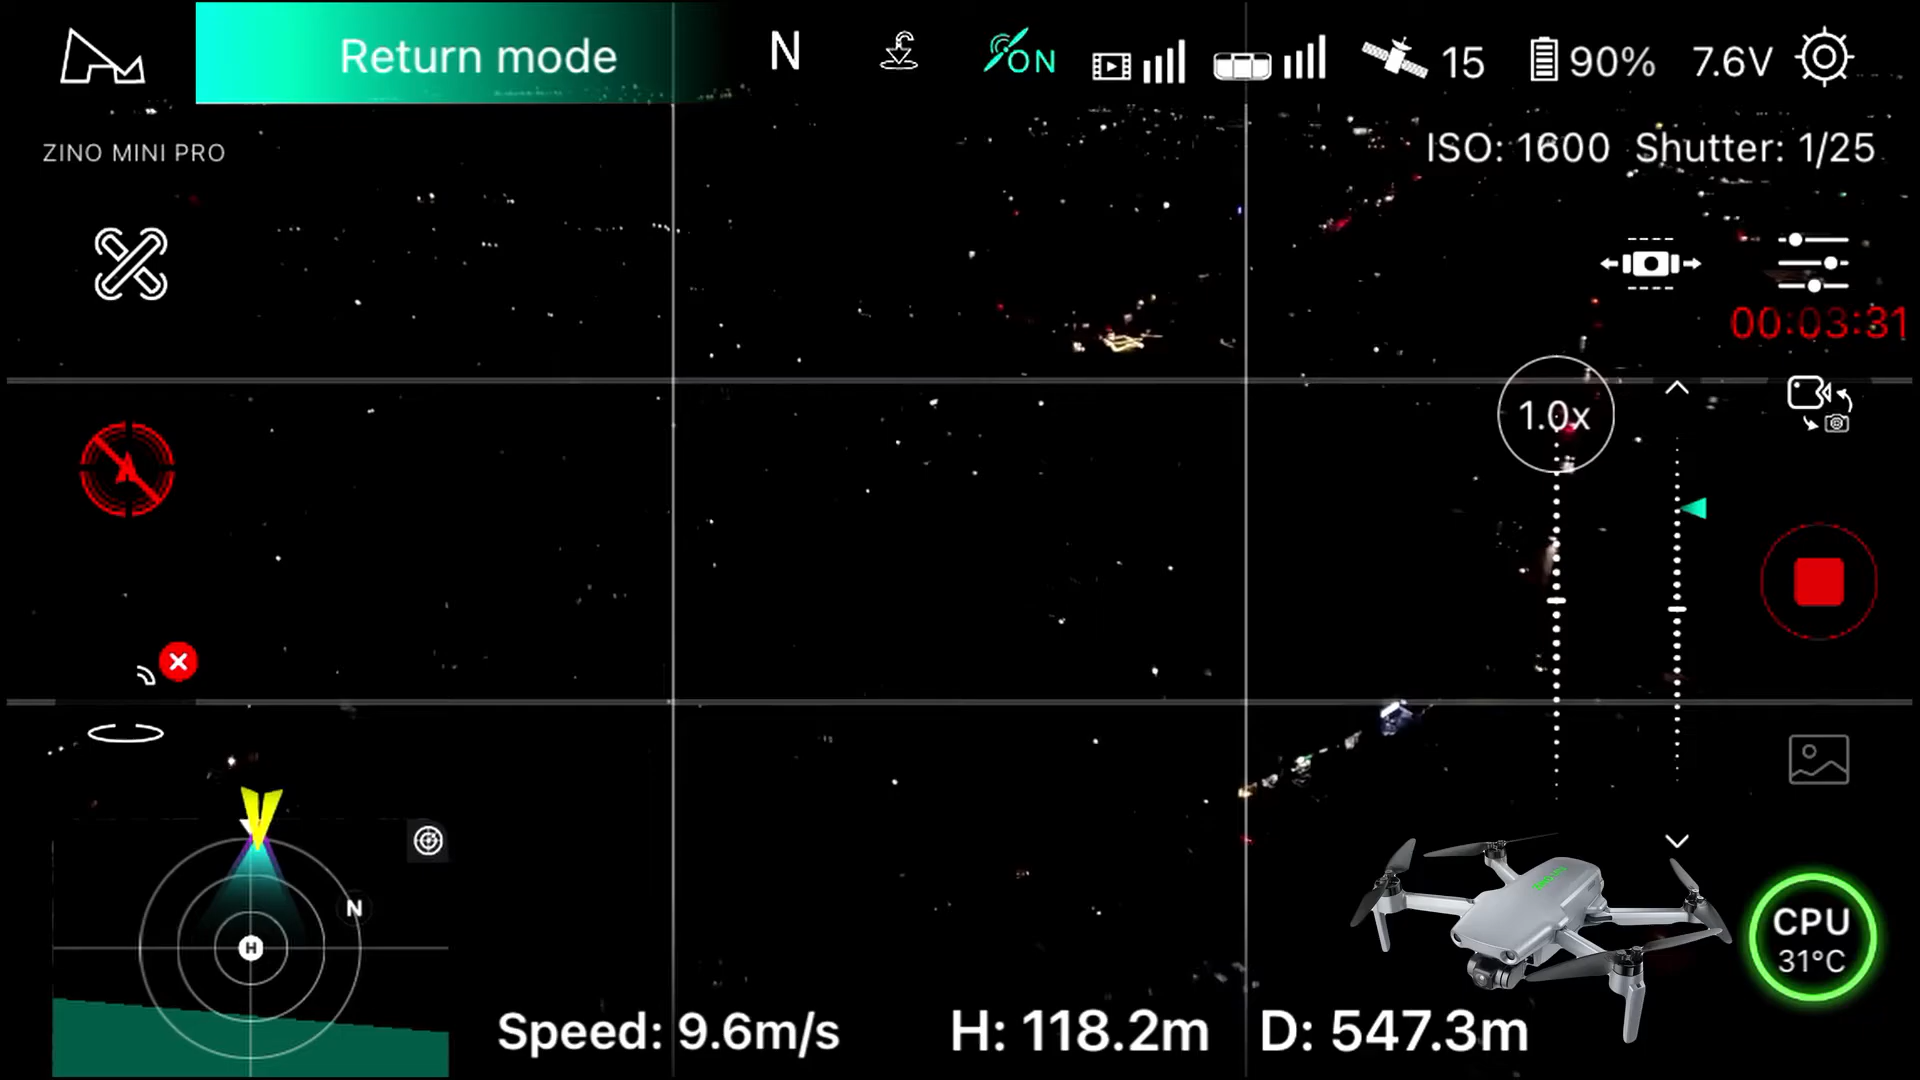 Return mode
N
ON
15
90%
7.6V
ZINO MINI PRO
ISO: 1600 Shutter: 1/25
00:03:31
1.0x
N
H
CPU
31°C
Speed: 9.6m/s
H: 118.2m
D: 547.3m